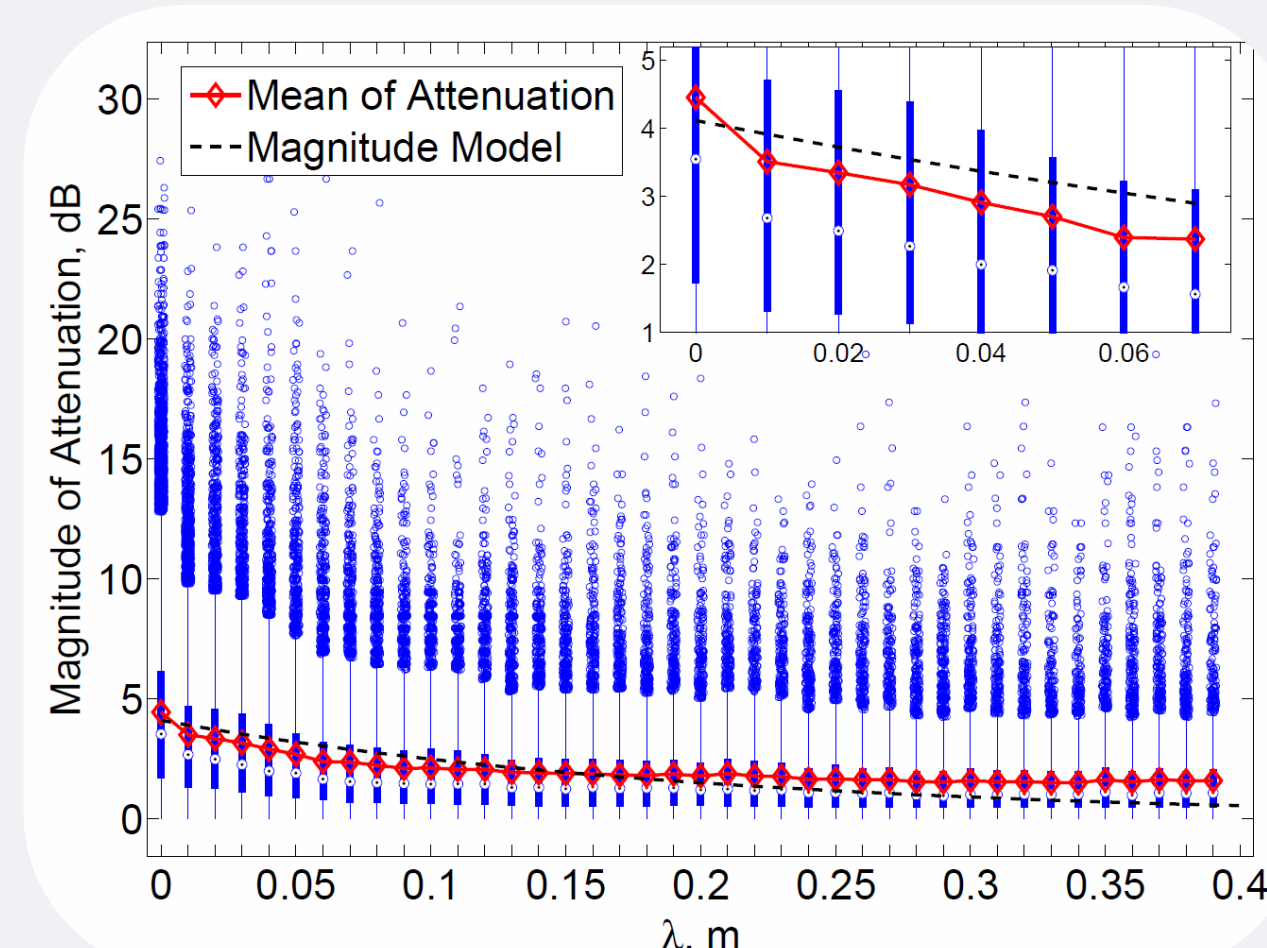 Mean of Attenuation
Magnitude Model
Magnitude of Attenuation, dB
30
25
20
15
10
5
0
5
4
3
2
1
0 0.02 0.04 0.06
0 0.05 0.1 0.15 0.2 0.25 0.3 0.35 0.4
λ, m